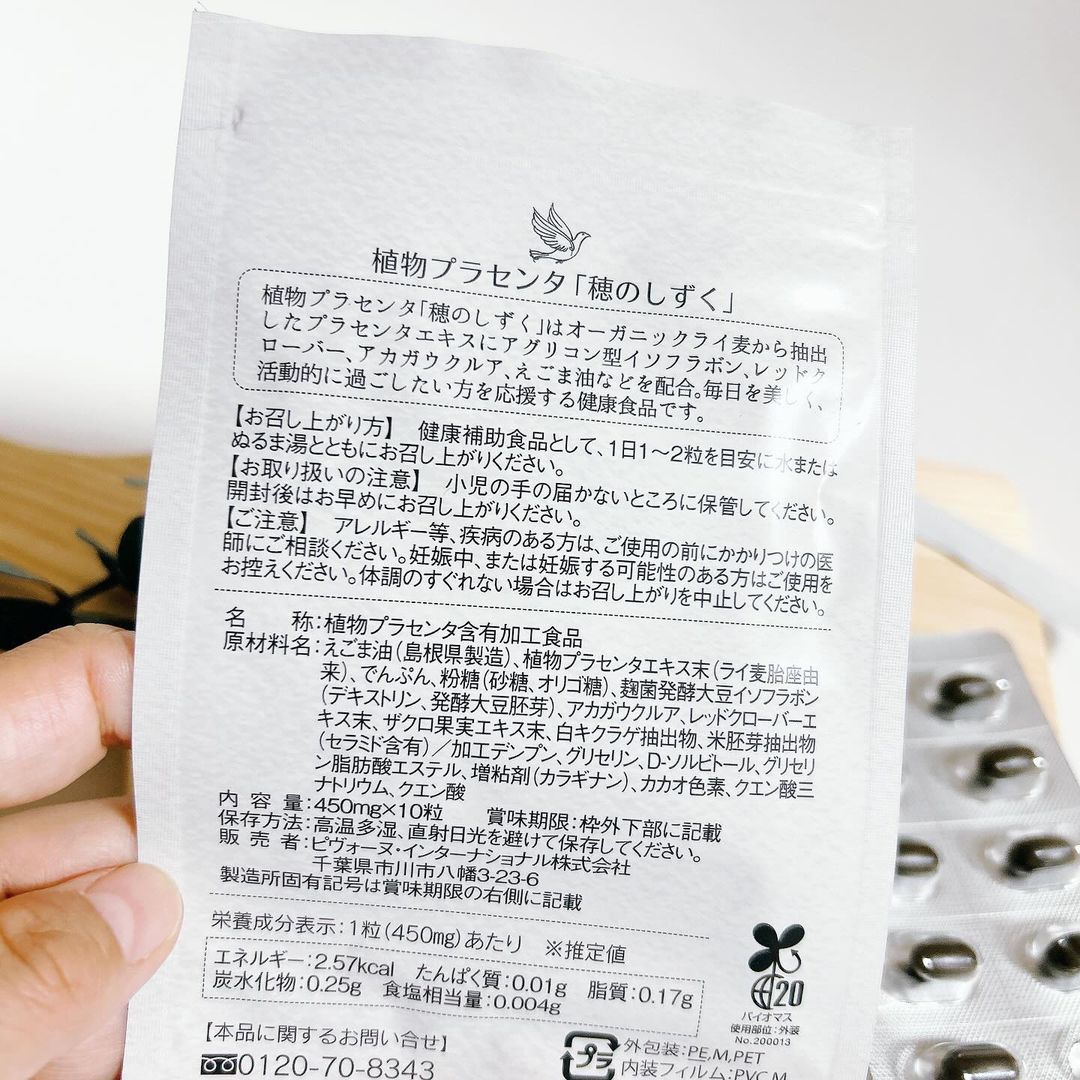 植物プラセンタ「穂のしずく」
植物プラセンタ「穂のしずく」はオーガニックライ麦から抽出
したプラセンタエキスにアグリコン型イソフラボン、レッドク
ローバー、アカガウクルア、えごま油などを配合。毎日を美しく、
活動的に過ごしたい方を応援する健康食品です。
【お召し上がり方】 健康補助食品として、1日1~2粒を目安に水または
ぬるま湯とともにお召し上がりください。
【お取り扱いの注意】 小児の手の届かないところに保管してください。
開封後はお早めにお召し上がりください。
【ご注意】 アレルギー等、疾病のある方は、ご使用の前にかかりつけの医
師にご相談ください。妊娠中、または妊娠する可能性のある方はご使用を
お控えください。体調のすぐれない場合はお召し上がりを中止してください。
名 称:植物プラセンタ含有加工食品
原材料名:えごま油(島根県製造)、植物プラセンタエキス末(ライ麦胎座由
来)、でんぷん、粉糖(砂糖、オリゴ糖)、麹菌発酵大豆イソフラボン
(デキストリン、発酵大豆胚芽)、アカガウクルア、レッドクローバーエ
キス末、ザクロ果実エキス末、白キクラゲ抽出物、米胚芽抽出物
(セラミド含有)/加工デンプン、グリセリン、D-ソルビトール、グリセリ
ン脂肪酸エステル、増粘剤(カラギナン)、カカオ色素、クエン酸三
ナトリウム、クエン酸
内 容 量:450mg×10粒 賞味期限:枠外下部に記載
保存方法:高温多湿、直射日光を避けて保存してください。
販 売 者:ピヴォーヌ・インターナショナル株式会社
千葉県市川市八幡3-23-6
製造所固有記号は賞味期限の右側に記載
栄養成分表示:1粒(450㎎)あたり ※推定値
エネルギー:2.57kcal たんぱく質:0.01g 脂質:0.17g
炭水化物:0.25g 食塩相当量:0.004g
20
バイオマス
使用部位:外装
No.200013
【本品に関するお問い合せ】
0120-70-8343
プラ
外包装:PE,M,PET
内装フィルム:PVC,M